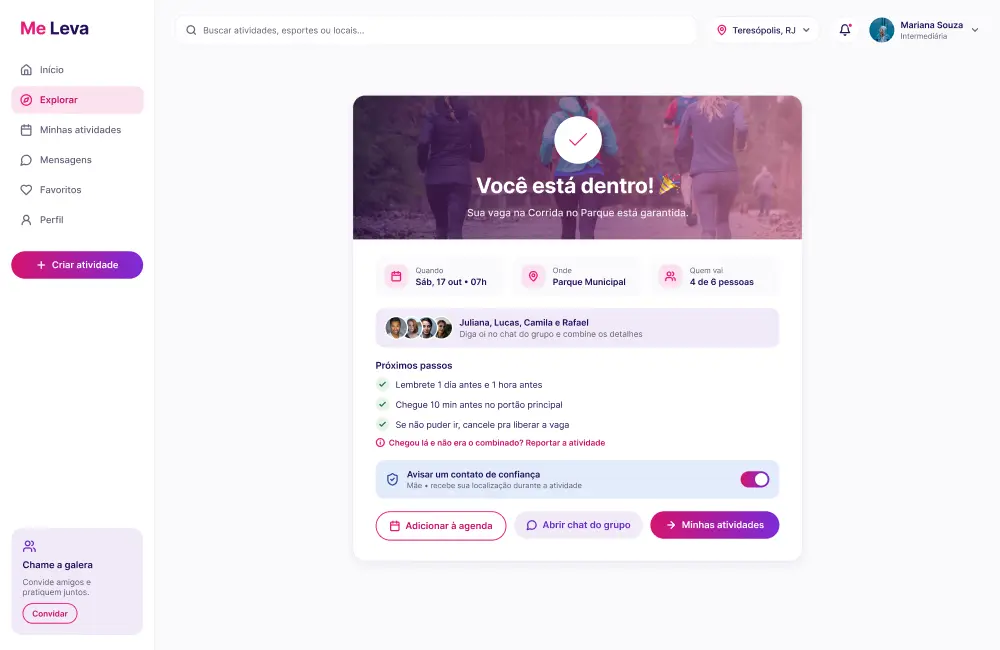 Me Leva
Buscar atividades, esportes ou locais...
Teresópolis, RJ
Mariana Souza
Intermediária
Início
Explorar
Minhas atividades
Mensagens
Favoritos
Perfil
+ Criar atividade
Você está dentro! 🎉
Sua vaga na Corrida no Parque está garantida.
Quando
Sáb, 17 out • 07h
Onde
Parque Municipal
Quem vai
4 de 6 pessoas
Juliana, Lucas, Camila e Rafael
Diga oi no chat do grupo e combine os detalhes
Próximos passos
Lembrete 1 dia antes e 1 hora antes
Chegue 10 min antes no portão principal
Se não puder ir, cancele pra liberar a vaga
Chegou lá e não era o combinado? Reportar a atividade
Avisar um contato de confiança
Mãe • recebe sua localização durante a atividade
Adicionar à agenda
Abrir chat do grupo
Minhas atividades
Chame a galera
Convide amigos e
pratiquem juntos.
Convidar